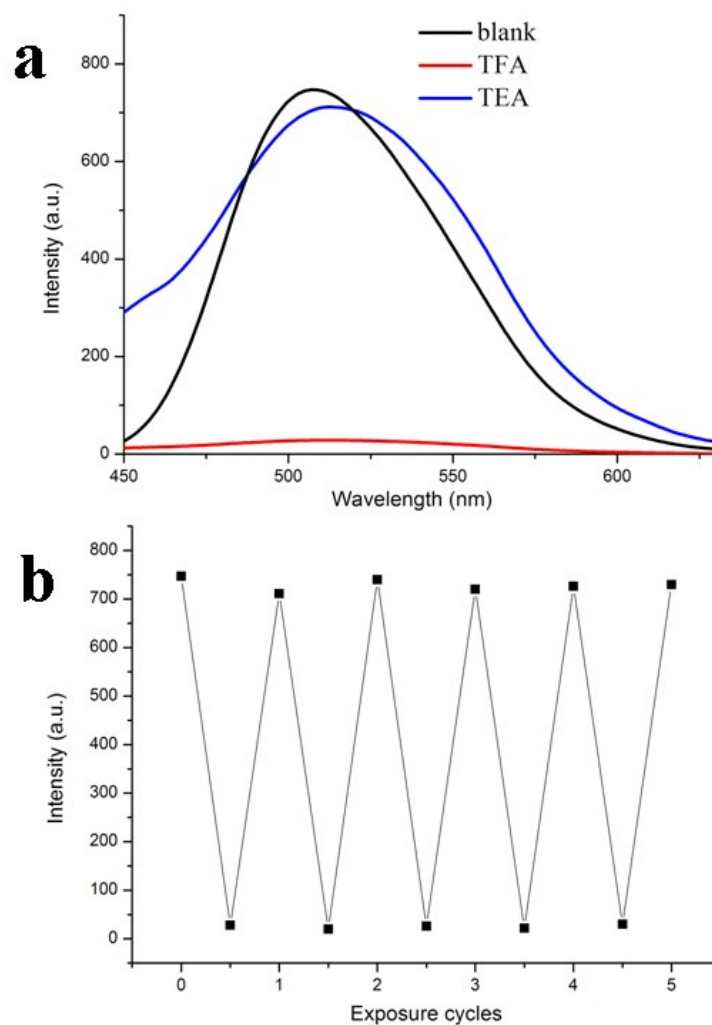 a
blank
TFA
TEA
800
600
400
200
0
450 500 550 600
Intensity (a.u.)
Wavelength (nm)
b
800
700
600
500
400
300
200
100
0
0 1 2 3 4 5
Intensity (a.u.)
Exposure cycles